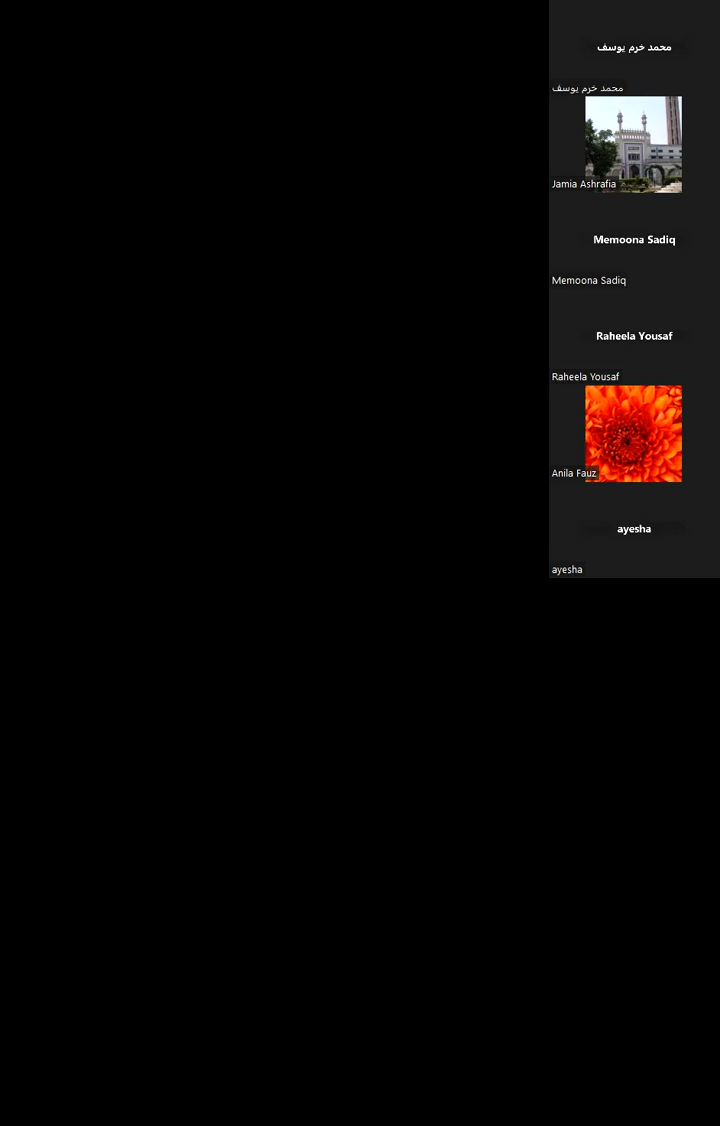 محمد خرم یوسف
محمد خرم یوسف
Jamia Ashrafia
Memoona Sadiq
Memoona Sadiq
Raheela Yousaf
Raheela Yousaf
Anila Fauz
ayesha
ayesha